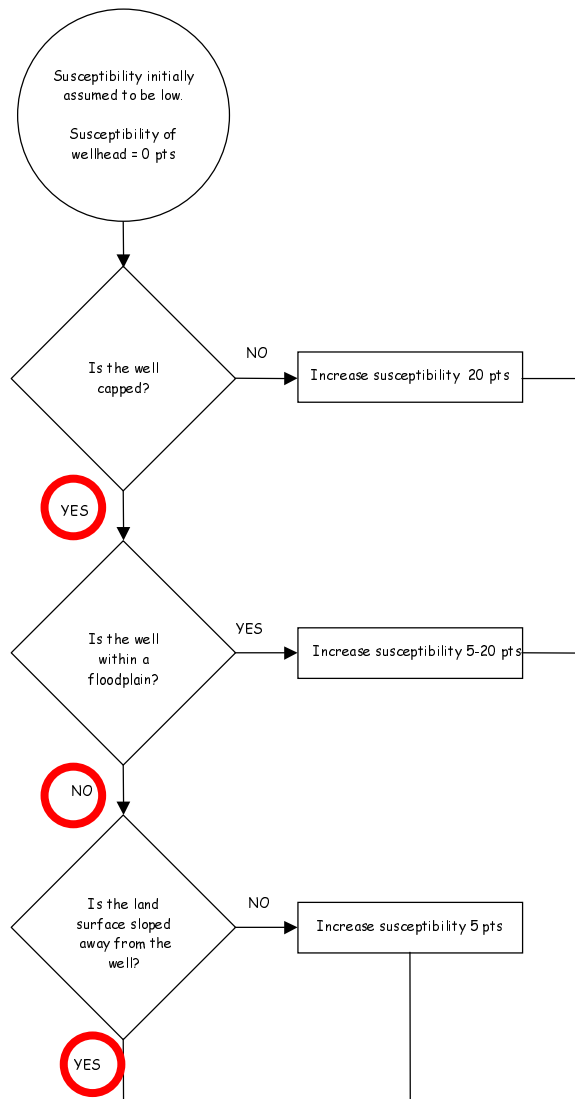 Susceptibility initially
assumed to be low.
Susceptibility of
wellhead = 0 pts
Is the well
capped?
NO
Increase susceptibility 20 pts
YES
Is the well
within a
floodplain?
YES
Increase susceptibility 5-20 pts
NO
Is the land
surface sloped
away from the
well?
NO
Increase susceptibility 5 pts
YES